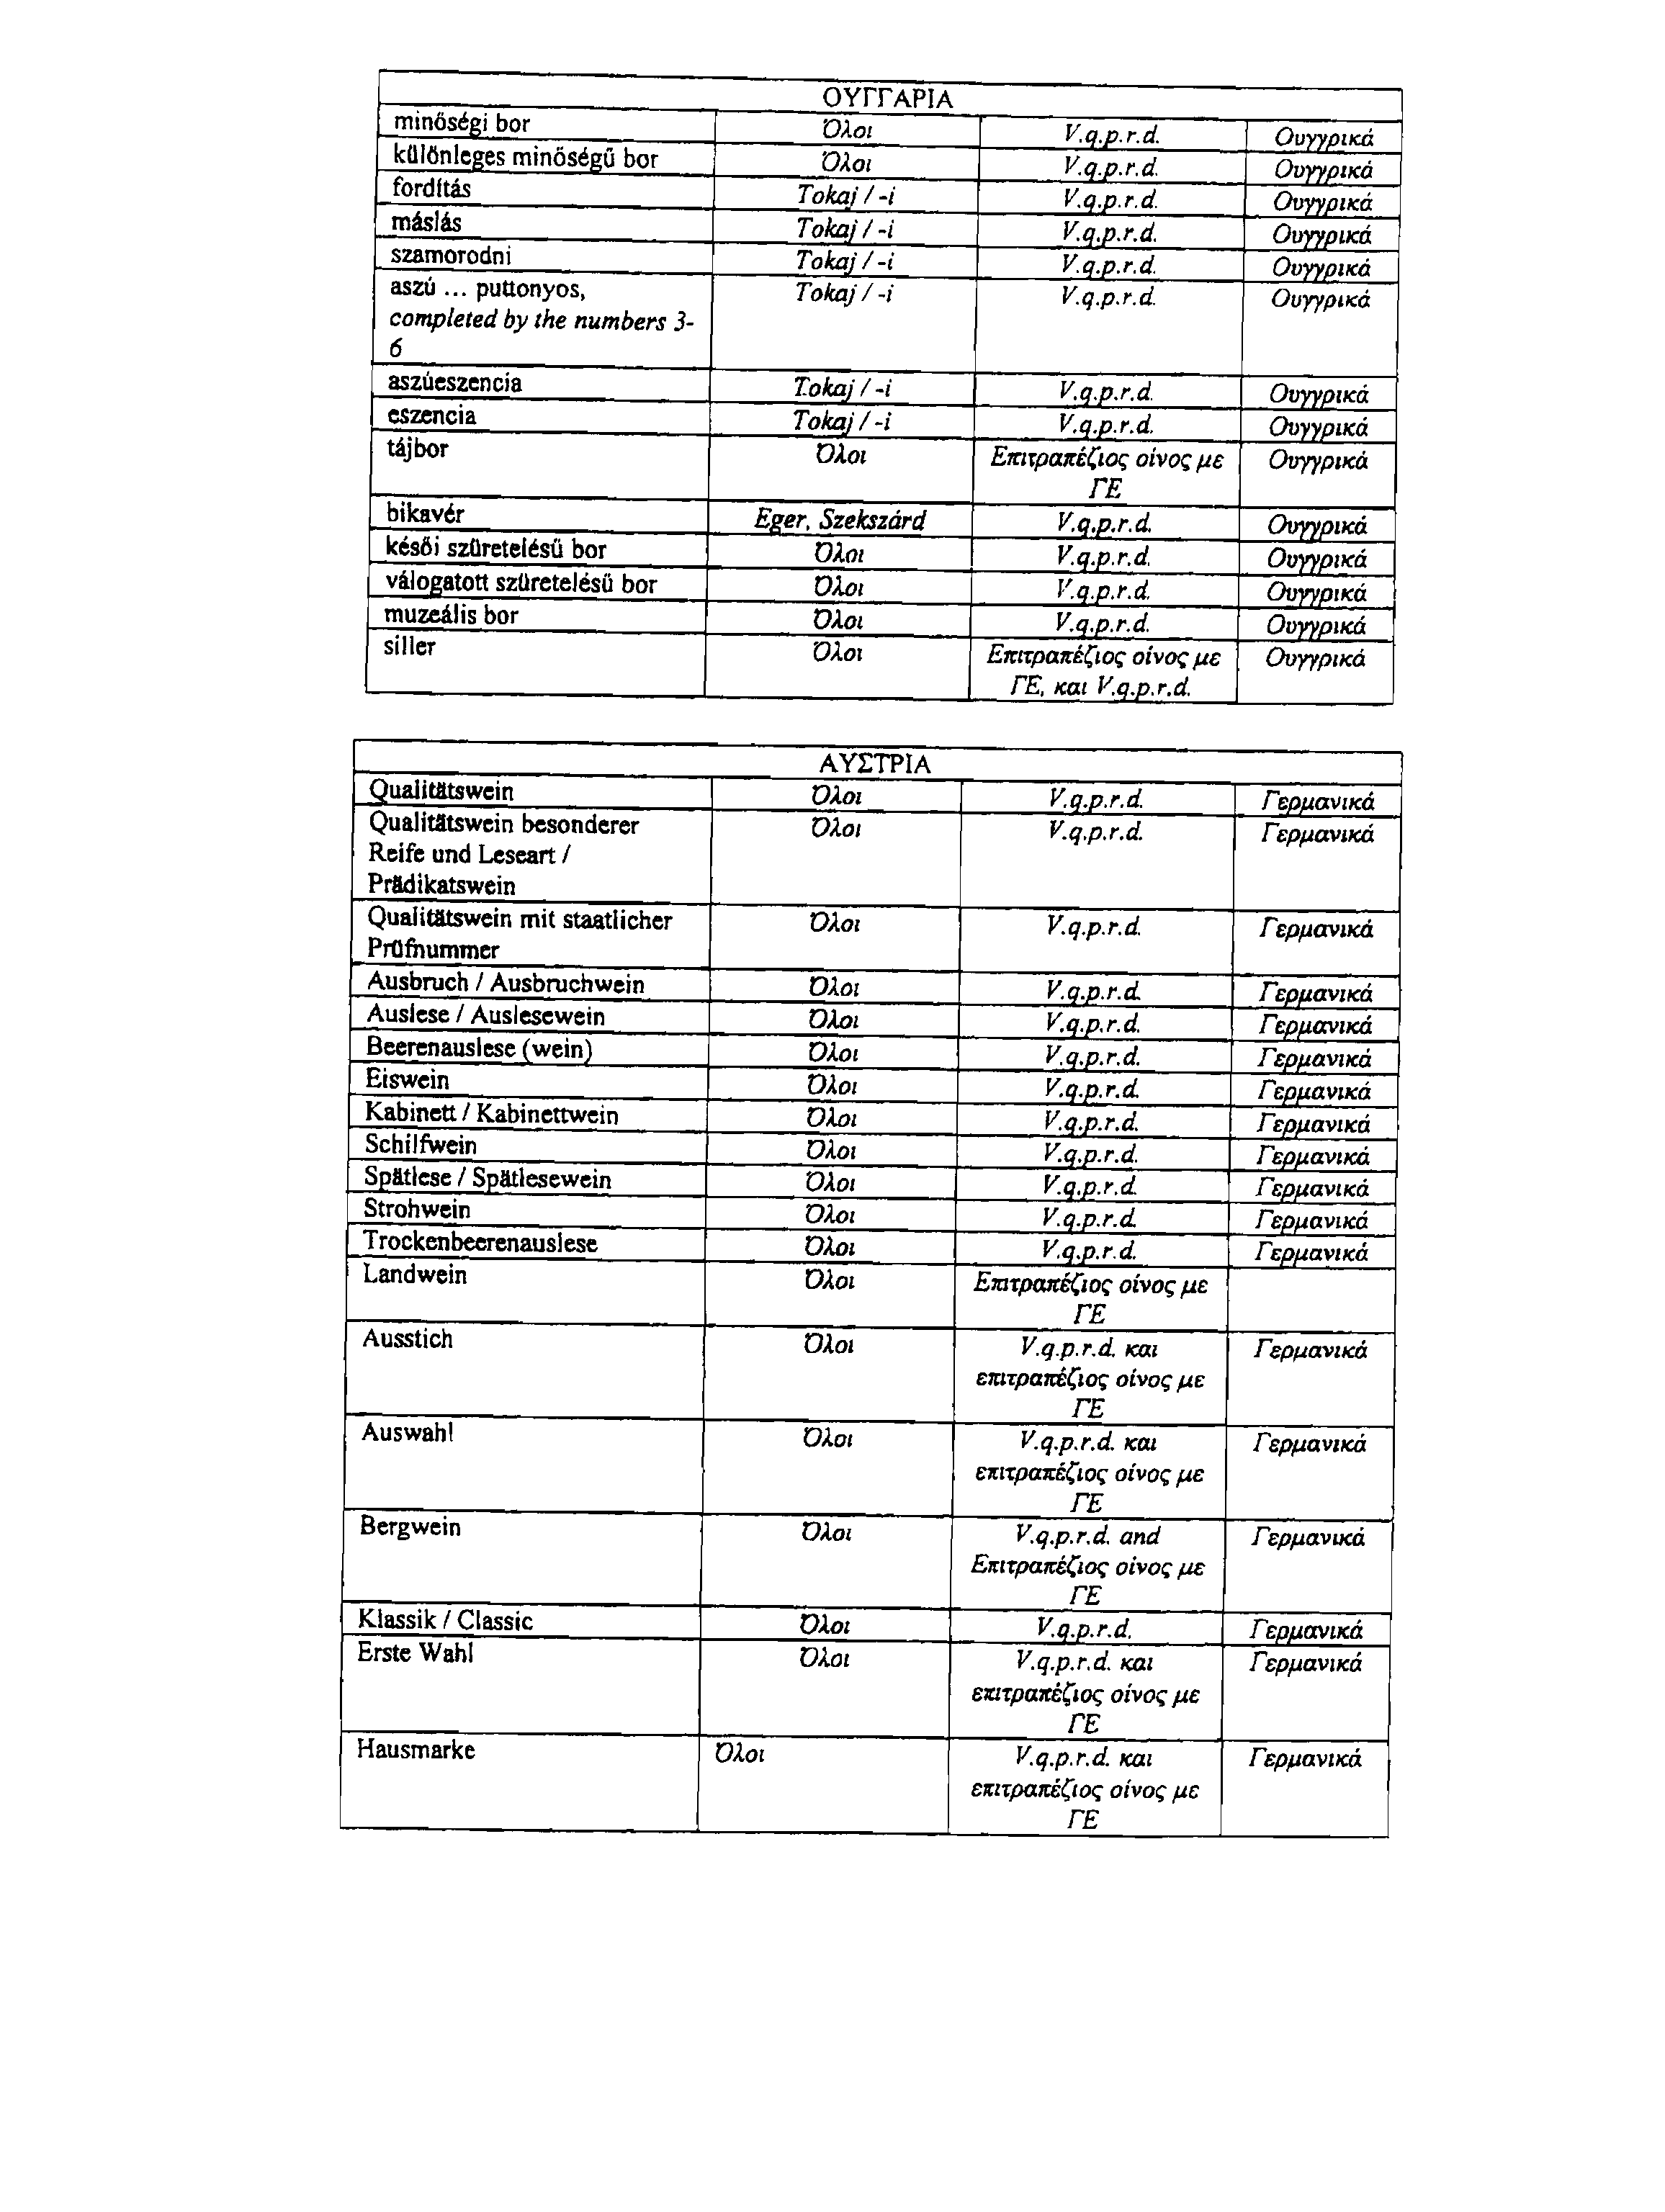 ΟΥΓΓΑΡΙΑ
minőségi bor Όλοι V.q.p.r.d. Ουγγρικά
különleges minőségű bor Όλοι V.q.p.r.d. Ουγγρικά
fordítás Tokaj / -i V.q.p.r.d. Ουγγρικά
máslás Tokaj / -i V.q.p.r.d. Ουγγρικά
szamorodni Tokaj / -i V.q.p.r.d. Ουγγρικά
aszú ... puttonyos, Tokaj / -i V.q.p.r.d. Ουγγρικά
completed by the numbers 3-
6
aszúeszencia Tokaj / -i V.q.p.r.d. Ουγγρικά
eszencia Tokaj / -i V.q.p.r.d. Ουγγρικά
tájbor Όλοι Επιτραπέζιος οίνος με Ουγγρικά
ΓΕ
bikavér Eger, Szekszárd V.q.p.r.d. Ουγγρικά
késői szüretelésű bor Όλοι V.q.p.r.d. Ουγγρικά
válogatott szüretelésű bor Όλοι V.q.p.r.d. Ουγγρικά
muzeális bor Όλοι V.q.p.r.d. Ουγγρικά
siller Όλοι Επιτραπέζιος οίνος με Ουγγρικά
ΓΕ, και V.q.p.r.d.
ΑΥΣΤΡΙΑ
Qualitätswein Όλοι V.q.p.r.d. Γερμανικά
Qualitätswein besonderer Όλοι V.q.p.r.d. Γερμανικά
Reife und Leseart /
Prädikatswein
Qualitätswein mit staatlicher Όλοι V.q.p.r.d. Γερμανικά
Prüfnummer
Ausbruch / Ausbruchwein Όλοι V.q.p.r.d. Γερμανικά
Auslese / Auslesewein Όλοι V.q.p.r.d. Γερμανικά
Beerenauslese (wein) Όλοι V.q.p.r.d. Γερμανικά
Eiswein Όλοι V.q.p.r.d. Γερμανικά
Kabinett / Kabinettwein Όλοι V.q.p.r.d. Γερμανικά
Schilfwein Όλοι V.q.p.r.d. Γερμανικά
Spätlese / Spätlesewein Όλοι V.q.p.r.d. Γερμανικά
Strohwein Όλοι V.q.p.r.d. Γερμανικά
Trockenbeerenauslese Όλοι V.q.p.r.d. Γερμανικά
Landwein Όλοι Επιτραπέζιος οίνος με
ΓΕ
Ausstich Όλοι V.q.p.r.d. και Γερμανικά
επιτραπέζιος οίνος με
ΓΕ
Auswahl Όλοι V.q.p.r.d. και Γερμανικά
επιτραπέζιος οίνος με
ΓΕ
Bergwein Όλοι V.q.p.r.d. and Γερμανικά
Επιτραπέζιος οίνος με
ΓΕ
Klassik / Classic Όλοι V.q.p.r.d. Γερμανικά
Erste Wahl Όλοι V.q.p.r.d. και Γερμανικά
επιτραπέζιος οίνος με
ΓΕ
Hausmarke Όλοι V.q.p.r.d. και Γερμανικά
επιτραπέζιος οίνος με
ΓΕ